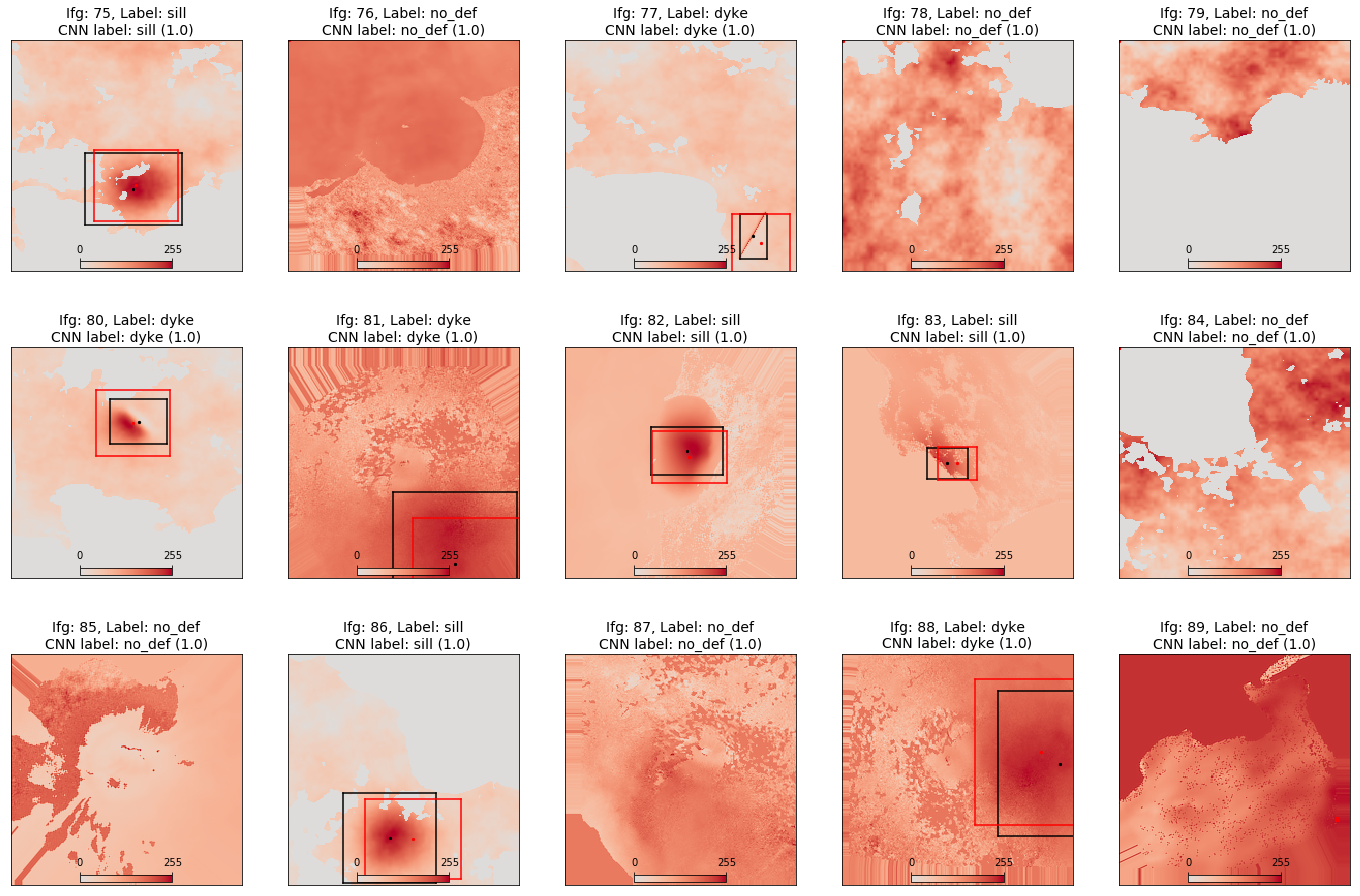 Ifg: 75, Label: sill
CNN label: sill (1.0)
Ifg: 76, Label: no_def
CNN label: no_def (1.0)
Ifg: 77, Label: dyke
CNN label: dyke (1.0)
Ifg: 78, Label: no_def
CNN label: no_def (1.0)
Ifg: 79, Label: no_def
CNN label: no_def (1.0)
0 255
0 255
0 255
0 255
0 255
Ifg: 80, Label: dyke
CNN label: dyke (1.0)
Ifg: 81, Label: dyke
CNN label: dyke (1.0)
Ifg: 82, Label: sill
CNN label: sill (1.0)
Ifg: 83, Label: sill
CNN label: sill (1.0)
Ifg: 84, Label: no_def
CNN label: no_def (1.0)
0 255
0 255
0 255
0 255
0 255
Ifg: 85, Label: no_def
CNN label: no_def (1.0)
Ifg: 86, Label: sill
CNN label: sill (1.0)
Ifg: 87, Label: no_def
CNN label: no_def (1.0)
Ifg: 88, Label: dyke
CNN label: dyke (1.0)
Ifg: 89, Label: no_def
CNN label: no_def (1.0)
0 255
0 255
0 255
0 255
0 255